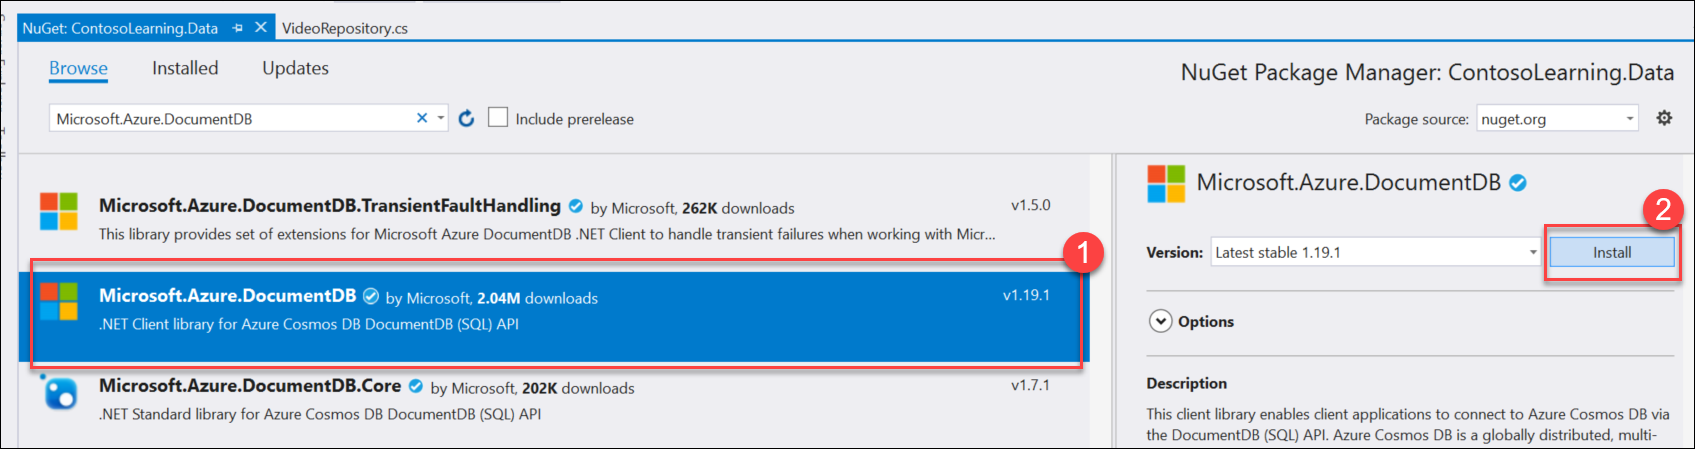 NuGet: ContosoLearning.Data
VideoRepository.cs
Browse Installed Updates
NuGet Package Manager: ContosoLearning.Data
Microsoft.Azure.DocumentDB
Include prerelease
Package source: nuget.org
Microsoft.Azure.DocumentDB.TransientFaultHandling by Microsoft, 262K downloads v1.5.0
This library provides set of extensions for Microsoft Azure DocumentDB .NET Client to handle transient failures when working with Micr...
1
Microsoft.Azure.DocumentDB by Microsoft, 2.04M downloads v1.19.1
.NET Client library for Azure Cosmos DB DocumentDB (SQL) API
Microsoft.Azure.DocumentDB.Core by Microsoft, 202K downloads v1.7.1
.NET Standard library for Azure Cosmos DB DocumentDB (SQL) API
Microsoft.Azure.DocumentDB
2
Version: Latest stable 1.19.1 Install
Options
Description
This client library enables client applications to connect to Azure Cosmos DB via
the DocumentDB (SQL) API. Azure Cosmos DB is a globally distributed, multi-